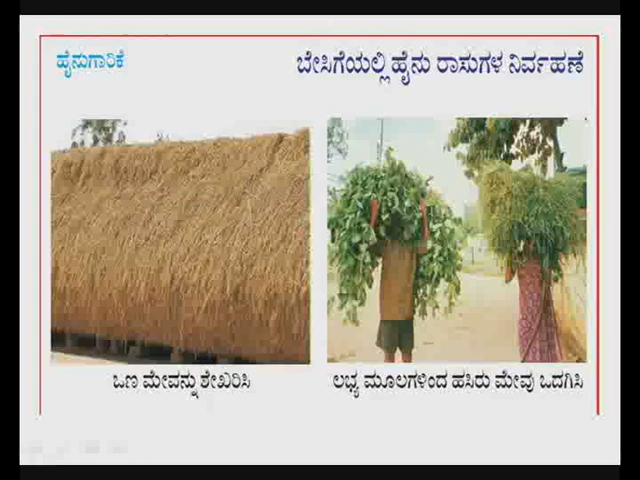 ಹೈನುಗಾರಿಕೆ
ಬೇಸಿಗೆಯಲ್ಲಿ ಹೈನು ರಾಸುಗಳ ನಿರ್ವಹಣೆ
ಒಣ ಮೇವನ್ನು ಶೇಖರಿಸಿ
ಲಭ್ಯ ಮೂಲಗಳಿಂದ ಹಸಿರು ಮೇವು ಒದಗಿಸಿ